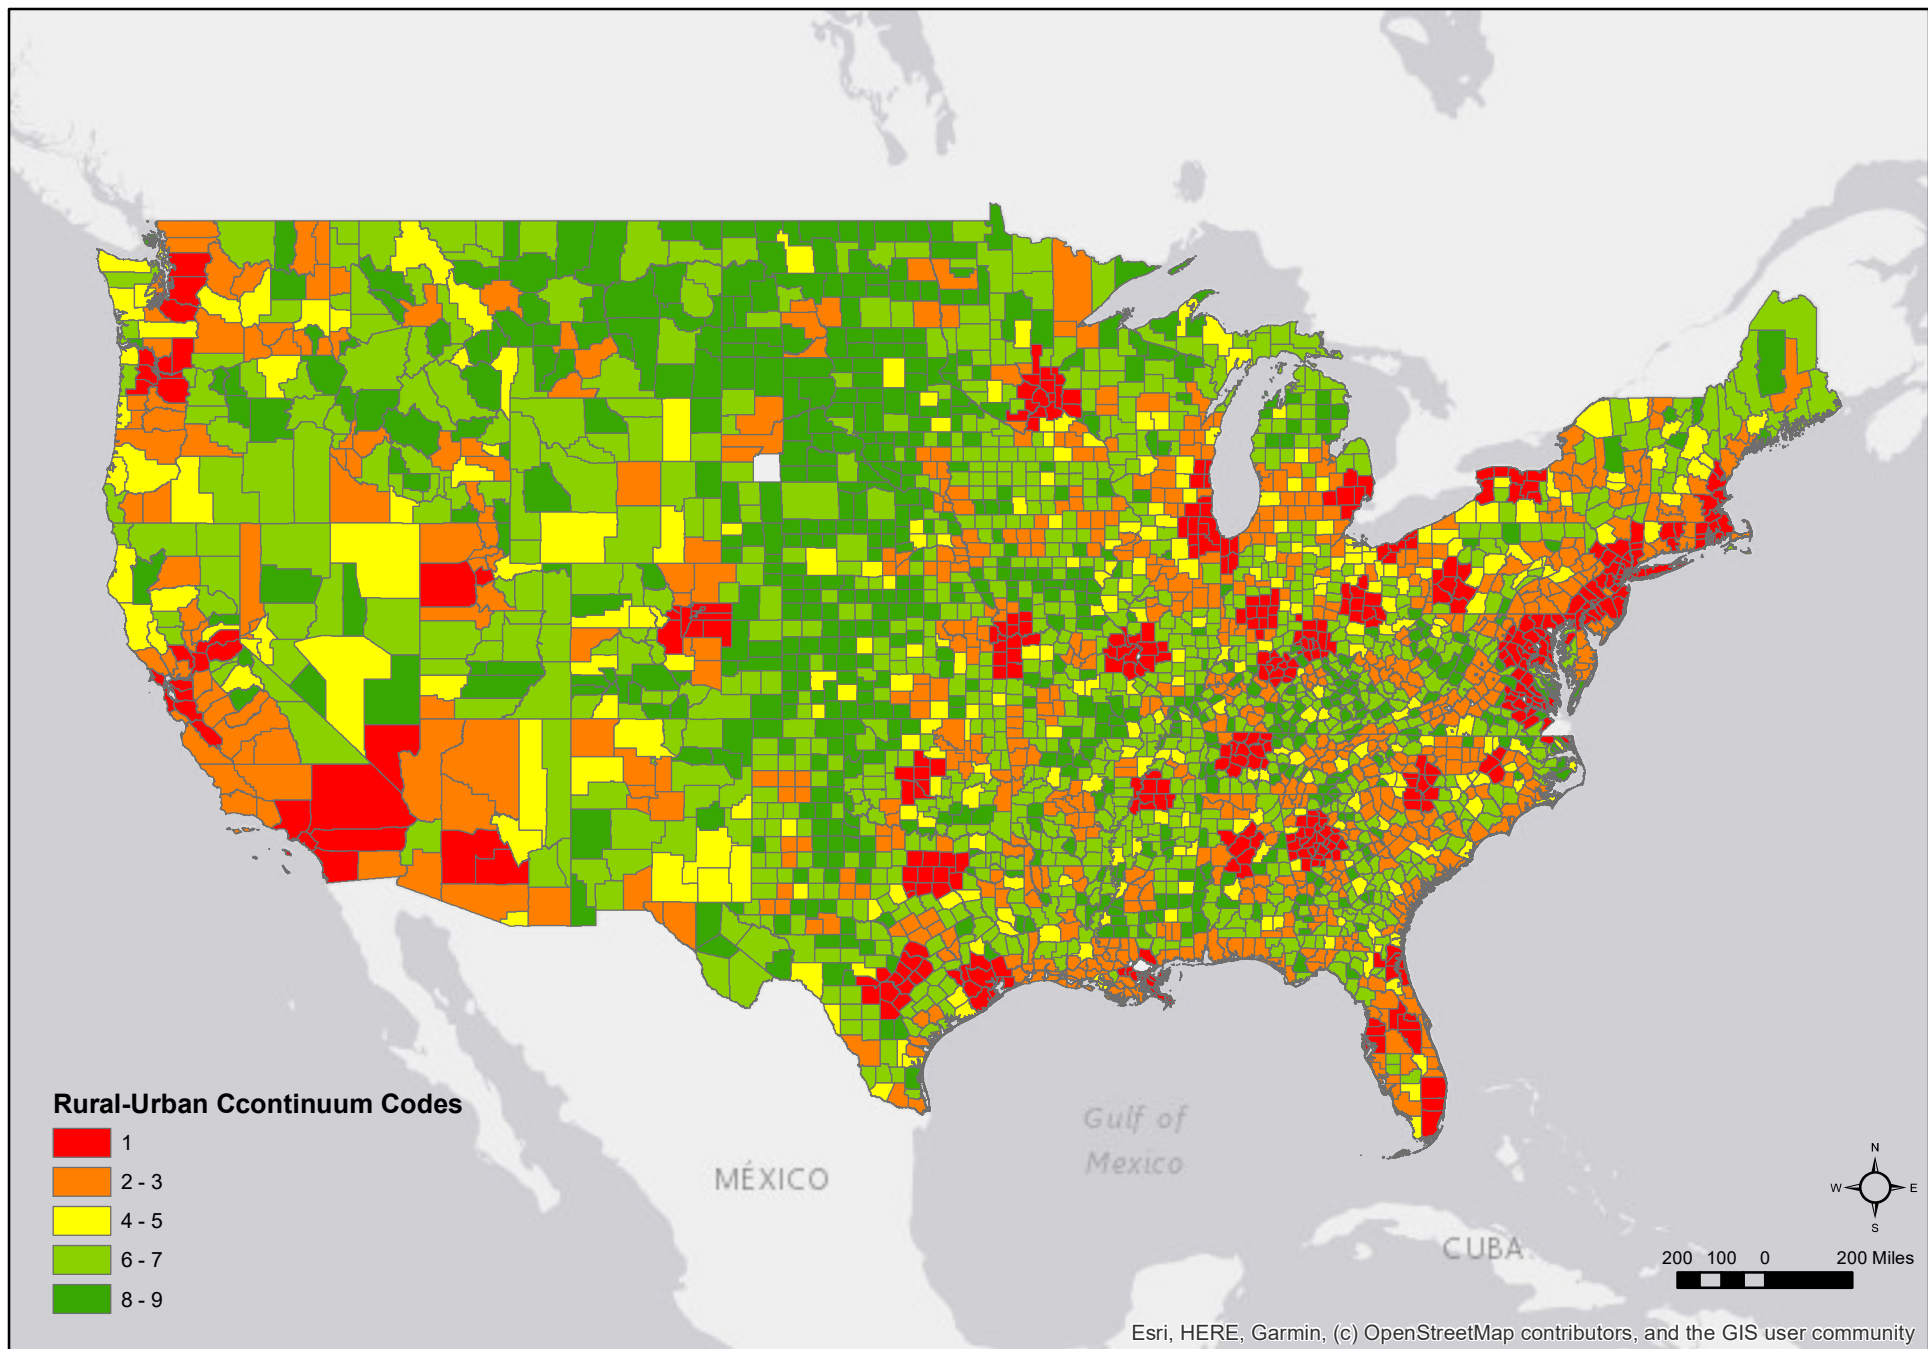 Gulf of
Mexico
MÉXICO
CUBA
Rural-Urban Ccontinuum Codes
1
2 - 3
4 - 5
6 - 7
8 - 9
N
W E
S
200 100 0 200 Miles
Esri, HERE, Garmin, (c) OpenStreetMap contributors, and the GIS user community